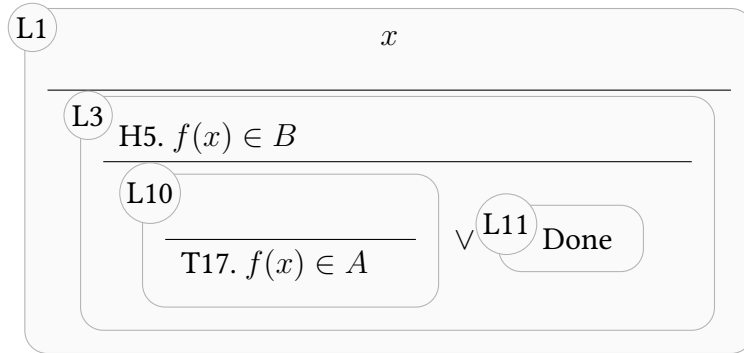 L1
x
L3
H5. f(x) ∈ B
L10
T17. f(x) ∈ A
∨
L11
Done